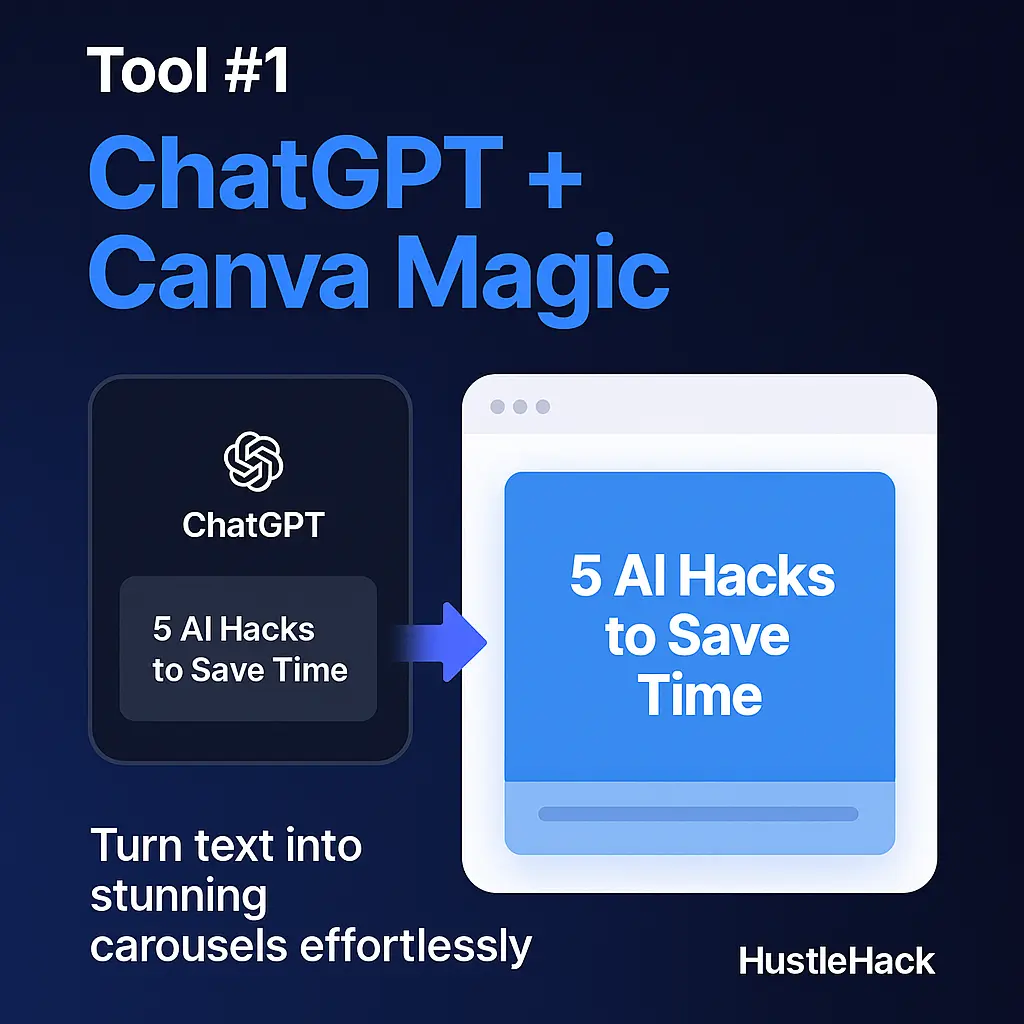 Tool #1
ChatGPT +
Canva Magic
ChatGPT
5 AI Hacks
to Save Time
5 AI Hacks
to Save
Time
Turn text into
stunning
carousels effortlessly
HustleHack